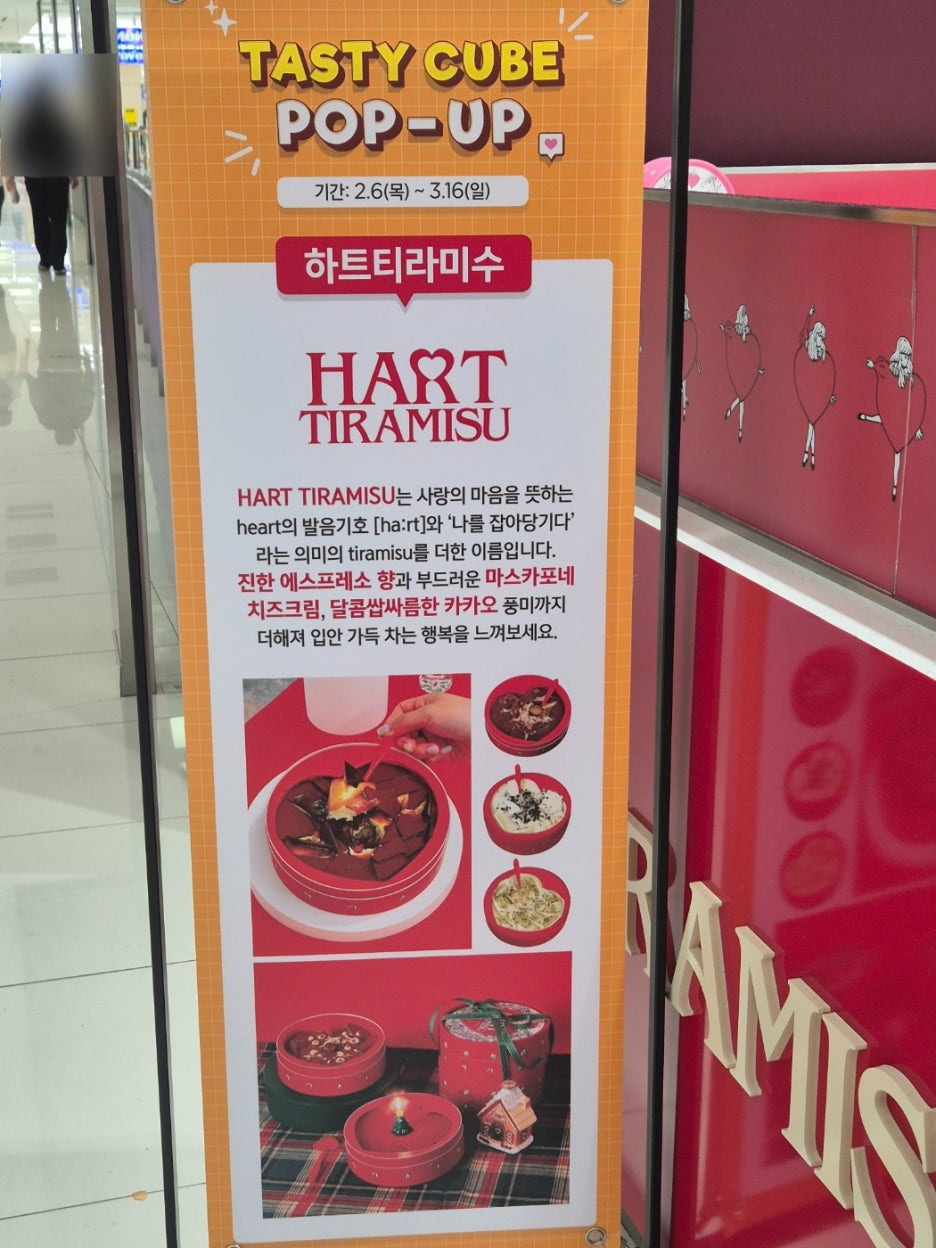 TASTY CUBE
POP-UP
기간: 2.6(목) ~ 3.16(일)
하트티라미수
HART
TIRAMISU
HART TIRAMISU는 사랑의 마음을 뜻하는
heart의 발음기호 [ha:rt]와 ‘나를 잡아당기다’
라는 의미의 tiramisu를 더한 이름입니다.
진한 에스프레소 향과 부드러운 마스카포네
치즈크림, 달콤쌉싸름한 카카오 풍미까지
더해져 입안 가득 차는 행복을 느껴보세요.
RAMIS